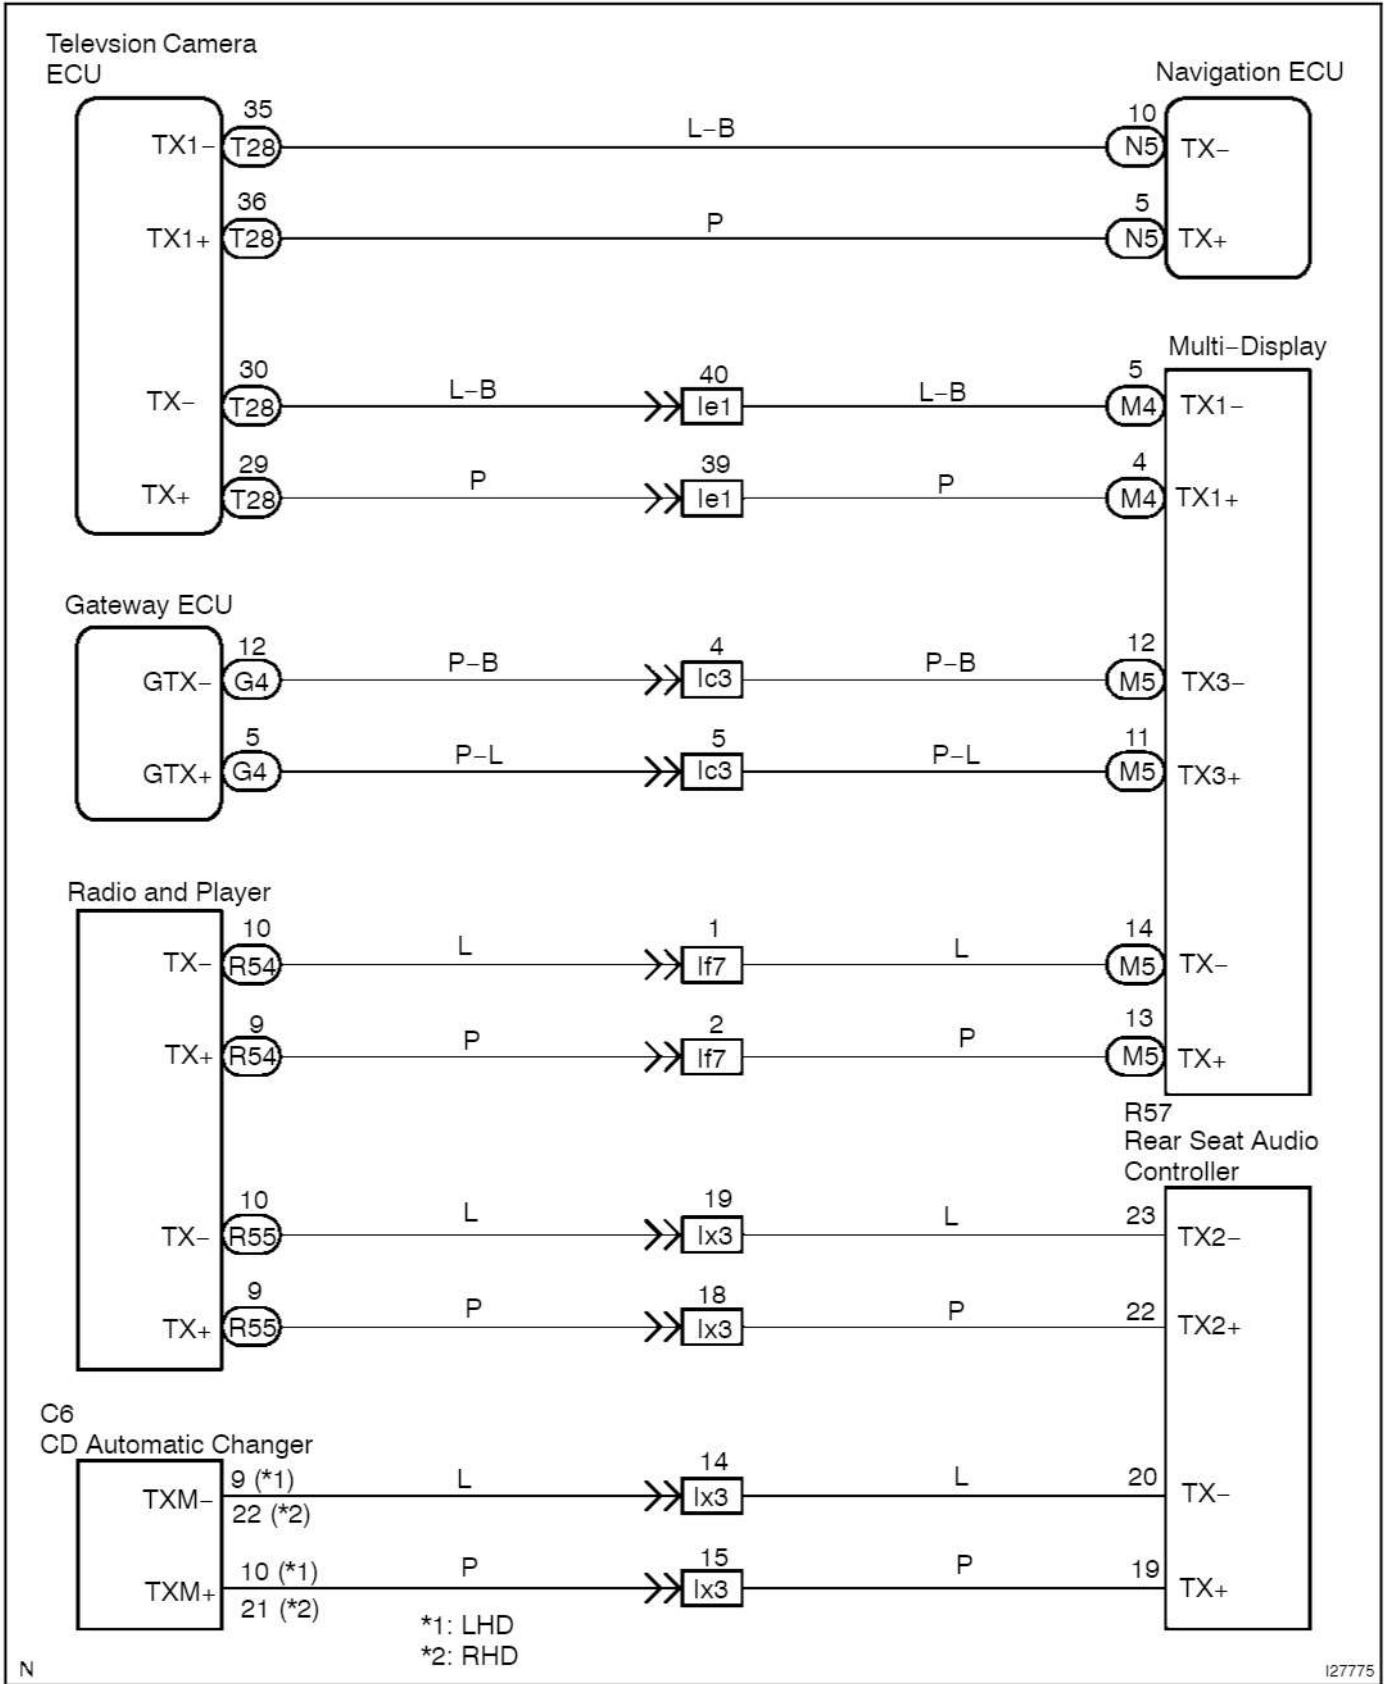 Televsion Camera
ECU
Navigation ECU
35
L−B
10
TX1− T28
N5 TX−
36
P
5
TX1+ T28
N5 TX+
Multi−Display
30
L−B
40
L−B
5
TX− T28
Ie1
M4 TX1−
29
P
39
P
4
TX+ T28
Ie1
M4 TX1+
Gateway ECU
12
P−B
4
P−B
12
GTX− G4
Ic3
M5 TX3−
5
P−L
5
P−L
11
GTX+ G4
Ic3
M5 TX3+
Radio and Player
10
L
1
L
14
TX− R54
If7
M5 TX−
9
P
2
P
13
TX+ R54
If7
M5 TX+
R57
Rear Seat Audio
Controller
10
L
19
L
23
TX− R55
Ix3
TX2−
9
P
18
P
22
TX+ R55
Ix3
TX2+
C6
CD Automatic Changer
9 (*1)
L
14
L
20
TXM−
Ix3
TX−
22 (*2)
10 (*1)
P
15
P
19
TXM+
Ix3
TX+
21 (*2)
*1: LHD
*2: RHD
N
I27775